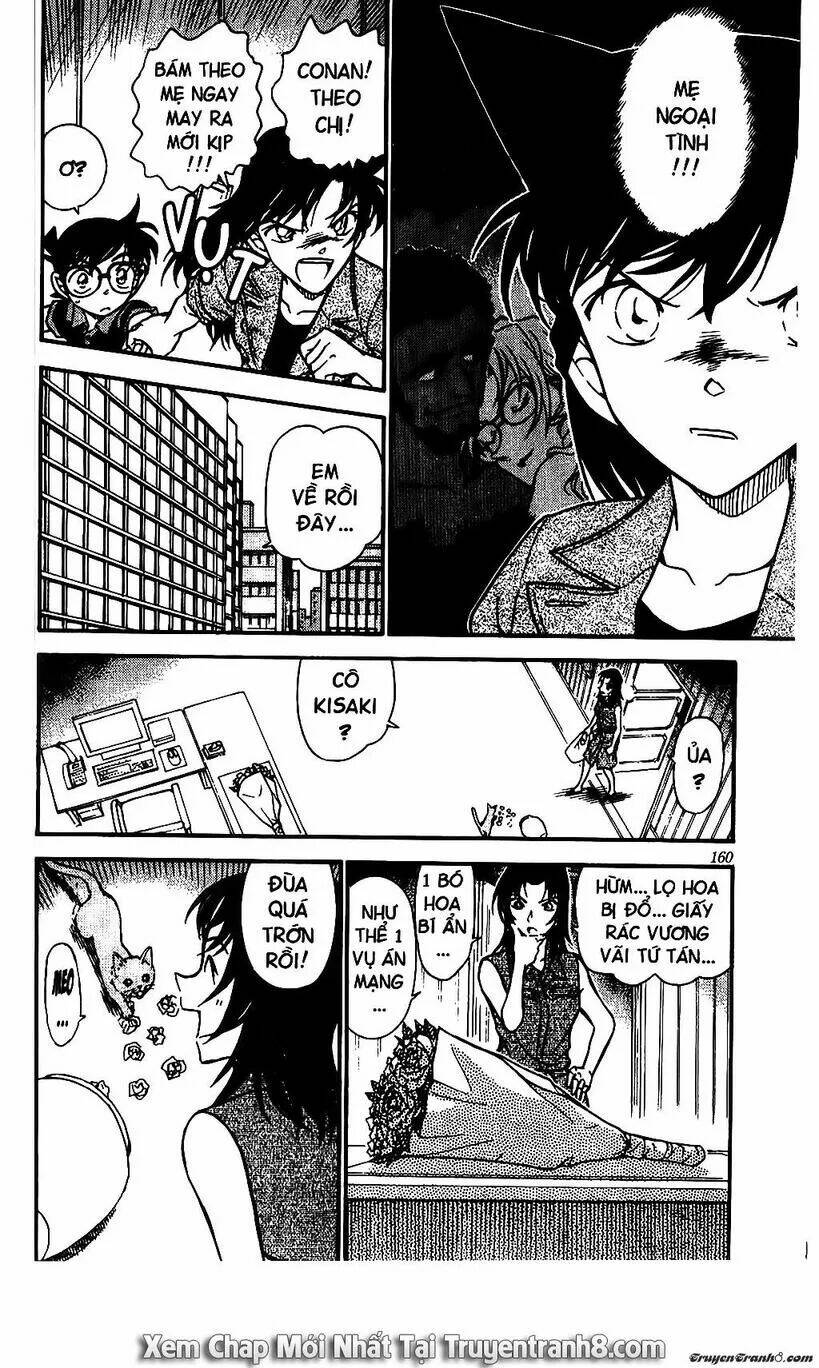 MẸ
NGOẠI
TÌNH
!!!
CONAN!
THEO
CHỊ!
BÁM THEO
MẸ NGAY
MAY RA
MỚI KỊP
!!!
VỤT
Ơ?
EM
VỀ RỒI
ĐÂY...
ỦA
?
CÔ
KISAKI
?
160
HỪM... LỌ HOA
BỊ ĐỔ... GIẤY
RÁC VƯƠNG
VÃI TỨ TÁN...
1 BÓ
HOA
BÍ ẨN
...
NHƯ
THỂ 1
VỤ ÁN
MẠNG
...
ĐÙA
QUÁ
TRỚN
RỒI!
MEO
...
Xem Chap Mới Nhất Tại Truyentranh8.com
TruyenTranh8.com